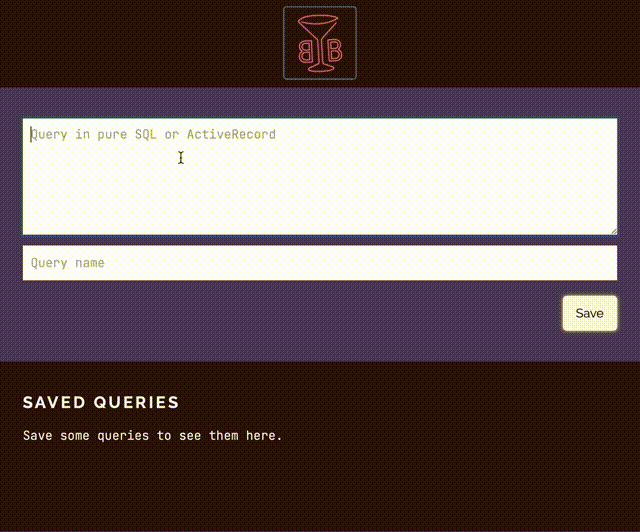 BB
Query in pure SQL or ActiveRecord
Query name
Save
SAVED QUERIES
Save some queries to see them here.